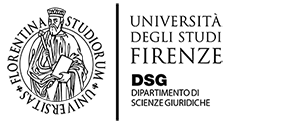 FLORENTINA STUDIORUM UNIVERSITAS
UNIVERSITÀ
DEGLI STUDI
FIRENZE
DSG
DIPARTIMENTO DI
SCIENZE GIURIDICHE